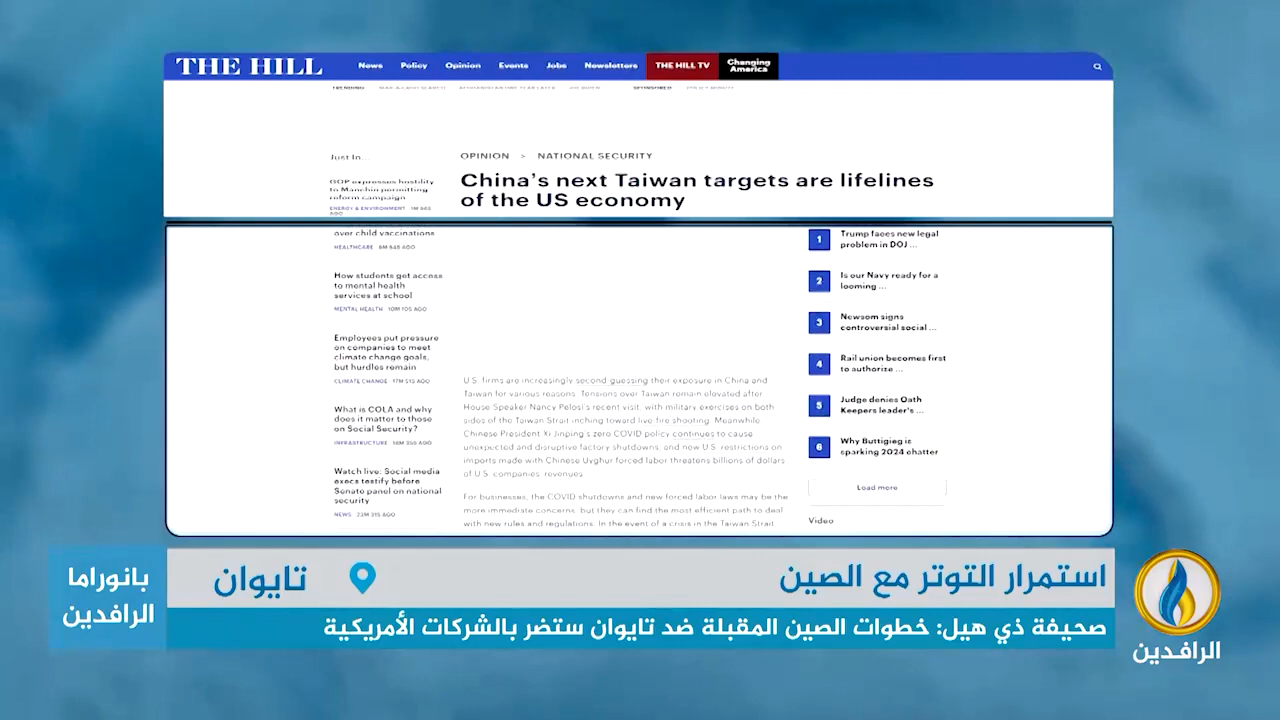 THE HILL
News Policy Opinion Events Jobs Newsletters THE HILL TV Changing America
TRENDING:
SPONSORED:
Just In...
GOP expresses hostility
to Manchin permitting
reform campaign
ENERGY & ENVIRONMENT
AGO
OPINION > NATIONAL SECURITY
China's next Taiwan targets are lifelines
of the US economy
over child vaccinations
HEALTHCARE
How students get access
to mental health
services at school
MENTAL HEALTH 10M 10S AGO
Employees put pressure
on companies to meet
climate change goals,
but hurdles remain
CLIMATE CHANGE 17M 51S AGO
What is COLA and why
does it matter to those
on Social Security?
INFRASTRUCTURE
Watch live: Social media
execs testify before
Senate panel on national
security
NEWS 23M 31S AGO
U.S. firms are increasingly second guessing their exposure in China and
Taiwan for various reasons. Tensions over Taiwan remain elevated after
House Speaker Nancy Pelosi's recent visit, with military exercises on both
sides of the Taiwan Strait inching toward live fire shooting. Meanwhile
Chinese President Xi Jinping's zero COVID policy continues to cause
unexpected and disruptive factory shutdowns, and new U.S. restrictions on
imports made with Chinese Uyghur forced labor threatens billions of dollars
of U.S. companies' revenues.
For businesses, the COVID shutdowns and new forced labor laws may be the
more immediate concerns, but they can find the most efficient path to deal
with new rules and regulations. In the event of a crisis in the Taiwan Strait
1 Trump faces new legal
problem in DOJ ...
2 Is our Navy ready for a
looming ...
3 Newsom signs
controversial social ...
4 Rail union becomes first
to authorize ...
5 Judge denies Oath
Keepers leader's ...
6 Why Buttigieg is
sparking 2024 chatter
Load more
Video
استمرار التوتر مع الصين
تايوان
صحيفة ذي هيل: خطوات الصين المقبلة ضد تايوان ستضر بالشركات الأمريكية
بانوراما
الرافدين
الرافدين